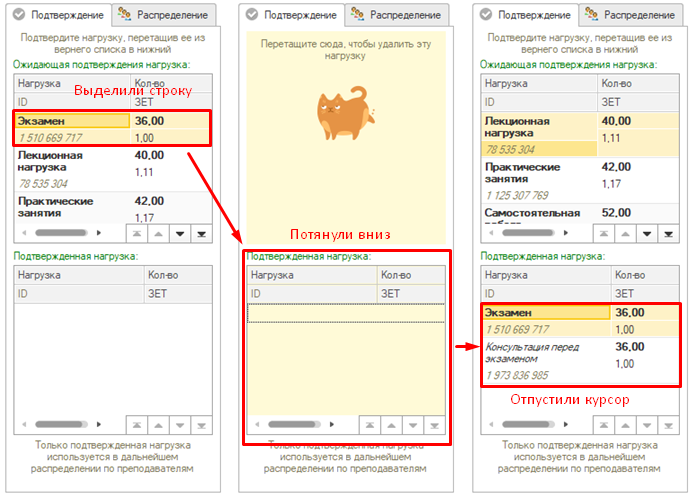 Подтверждение
Распределение
Подтвердите нагрузку, перетащив ее из
верхнего списка в нижний
Ожидающая подтверждения нагрузка:
Нагрузка Кол-во
Выделили строку
ID ЗЕТ
Экзамен 36,00
1 510 669 717 1,00
Лекционная
нагрузка 40,00
1,11
78 535 304
Практические
занятия 42,00
1,17
Подтвержденная нагрузка:
Нагрузка Кол-во
ID ЗЕТ
Только подтвержденная нагрузка
используется в дальнейшем
распределении по преподавателям
Подтверждение
Распределение
Перетащите сюда, чтобы удалить эту
нагрузку
Потянули вниз
Подтвержденная нагрузка:
Нагрузка Кол-во
ID ЗЕТ
Только подтвержденная нагрузка
используется в дальнейшем
распределении по преподавателям
Подтверждение
Распределение
Подтвердите нагрузку, перетащив ее из
верхнего списка в нижний
Ожидающая подтверждения нагрузка:
Нагрузка Кол-во
ID ЗЕТ
Лекционная
нагрузка 40,00
1,11
78 535 304
Практические
занятия 42,00
1,17
1 125 307 769
Самостоятельная 52,00
Подтвержденная нагрузка:
Нагрузка Кол-во
ID ЗЕТ
Экзамен 36,00
1 510 669 717 1,00
Консультация перед
экзаменом 36,00
1,00
1 973 836 985
Отпустили курсор
Только подтвержденная нагрузка
используется в дальнейшем
распределении по преподавателям